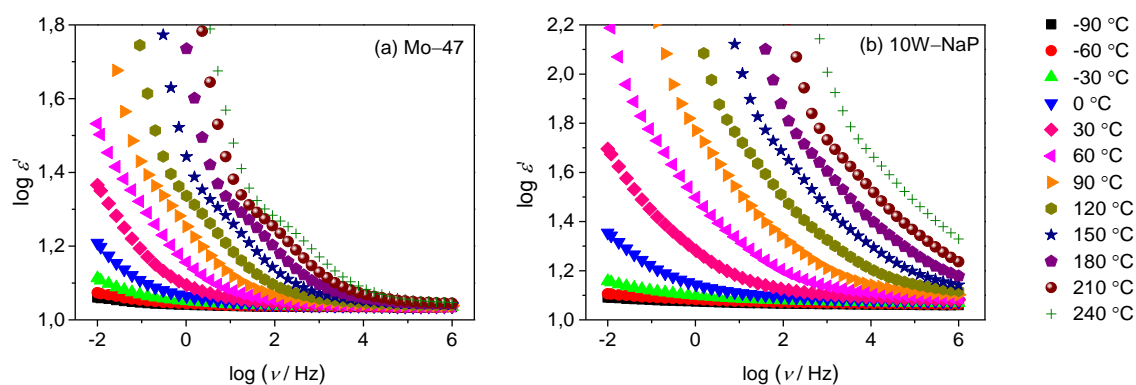 (a) Mo–47
log ε'
1,8
1,6
1,4
1,2
1,0
-2
0
2
4
6
log (ν / Hz)
(b) 10W–NaP
log ε'
2,2
2,0
1,8
1,6
1,4
1,2
1,0
-2
0
2
4
6
log (ν / Hz)
-90 °C
-60 °C
-30 °C
0 °C
30 °C
60 °C
90 °C
120 °C
150 °C
180 °C
210 °C
240 °C